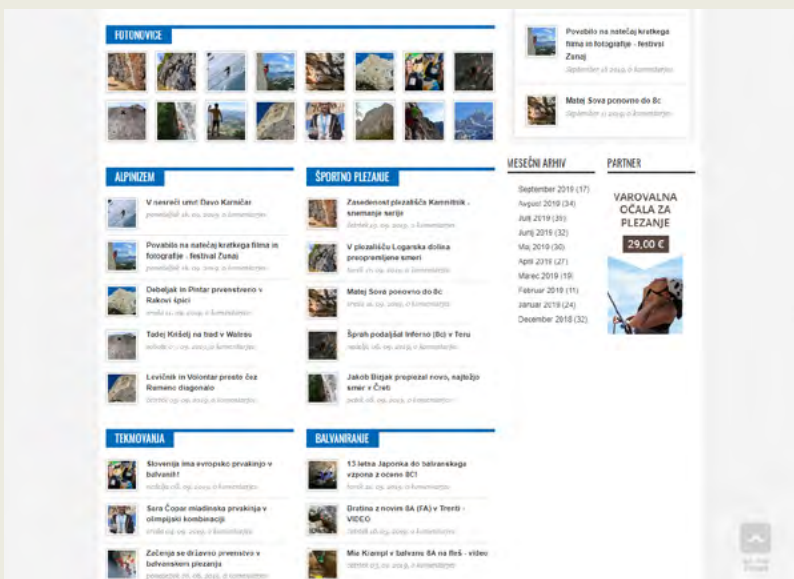 FOTONOVICE
Povabilo na natečaj kratkega
filma in fotografije - festival
Zunaj
Matej Sova ponovno do 8c
MESEČNI ARHIV
September 2019 (17)
Avgust 2019 (34)
Julij 2019 (39)
Junij 2019 (32)
Maj 2019 (30)
April 2019 (27)
Marec 2019 (19)
Februar 2019 (11)
Januar 2019 (24)
December 2018 (32)
PARTNER
VAROVALNA
OČALA ZA
PLEZANJE
29,00 €
ALPINIZEM
V nesreči umrl Davo Karničar
Povabilo na natečaj kratkega filma in
fotografije - festival Zunaj
Debeljak in Pintar prvenstveno v
Rakovi špici
Tadej Krišelj na trad v Walesu
Levičnik in Volontar prosto čez
Rumeno diagonalo
ŠPORTNO PLEZANJE
Zasedenost plezališča Kamnitnik -
snemanje serije
V plezališču Logarska dolina
preopremljene smeri
Matej Sova ponovno do 8c
Šprah podaljšal Inferno (8c) v Teru
Jakob Bizjak preplezal novo, najtežjo
smer v Čreti
TEKMOVANJA
Slovenija ima evropsko prvakinjo v
balvanih!
Sara Čopar mladinska prvakinja v
olimpijski kombinaciji
Začenja se državno prvenstvo v
balvanskem plezanju
BALVANIRANJE
13 letna Japonka do balvanskega
vzpona z oceno 8C!
Bratina z novim 8A (FA) v Trenti -
VIDEO
Mia Krampl v balvanu 8A na fleš - video